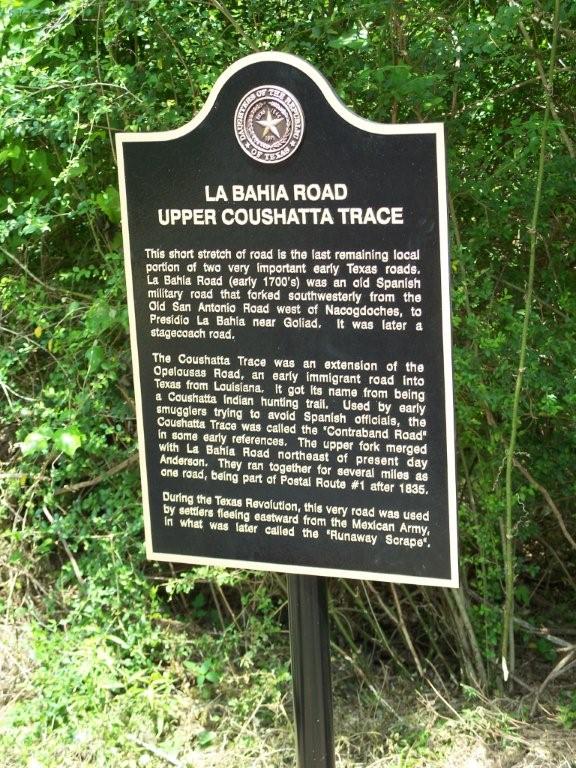 DAUGHTERS OF THE REPUBLIC
OF TEXAS
LA BAHIA ROAD
UPPER COUSHATTA TRACE
This short stretch of road is the last remaining local
portion of two very important early Texas roads.
La Bahia Road (early 1700's) was an old Spanish
military road that forked southwesterly from the
Old San Antonio Road west of Nacogdoches, to
Presidio La Bahia near Goliad. It was later a
stagecoach road.
The Coushatta Trace was an extension of the
Opelousas Road, an early immigrant road into
Texas from Louisiana. It got its name from being
a Coushatta Indian hunting trail. Used by early
smugglers trying to avoid Spanish officials, the
Coushatta Trace was called the "Contraband Road"
in some early references. The upper fork merged
with La Bahia Road northeast of present day
Anderson. They ran together for several miles as
one road, being part of Postal Route #1 after 1835.
During the Texas Revolution, this very road was used
by settlers fleeing eastward from the Mexican Army,
in what was later called the "Runaway Scrape".